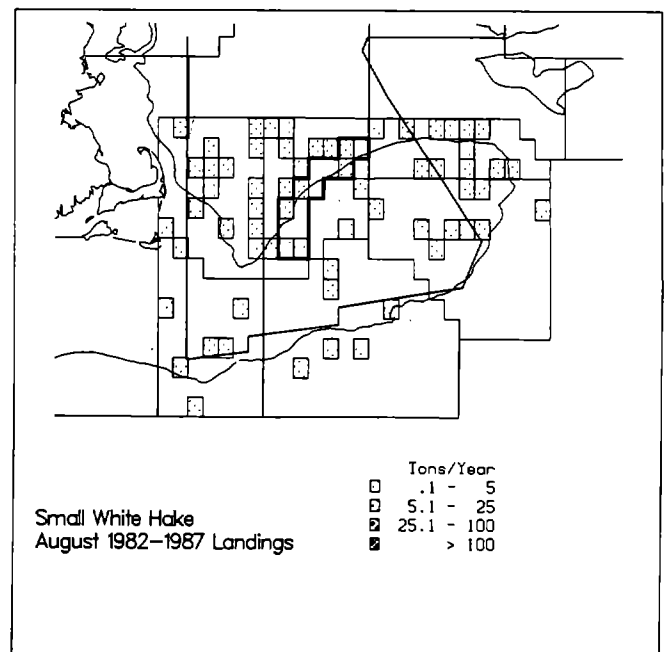 Tons/Year
.1 - 5
5.1 - 25
25.1 - 100
> 100
Small White Hake
August 1982-1987 Landings